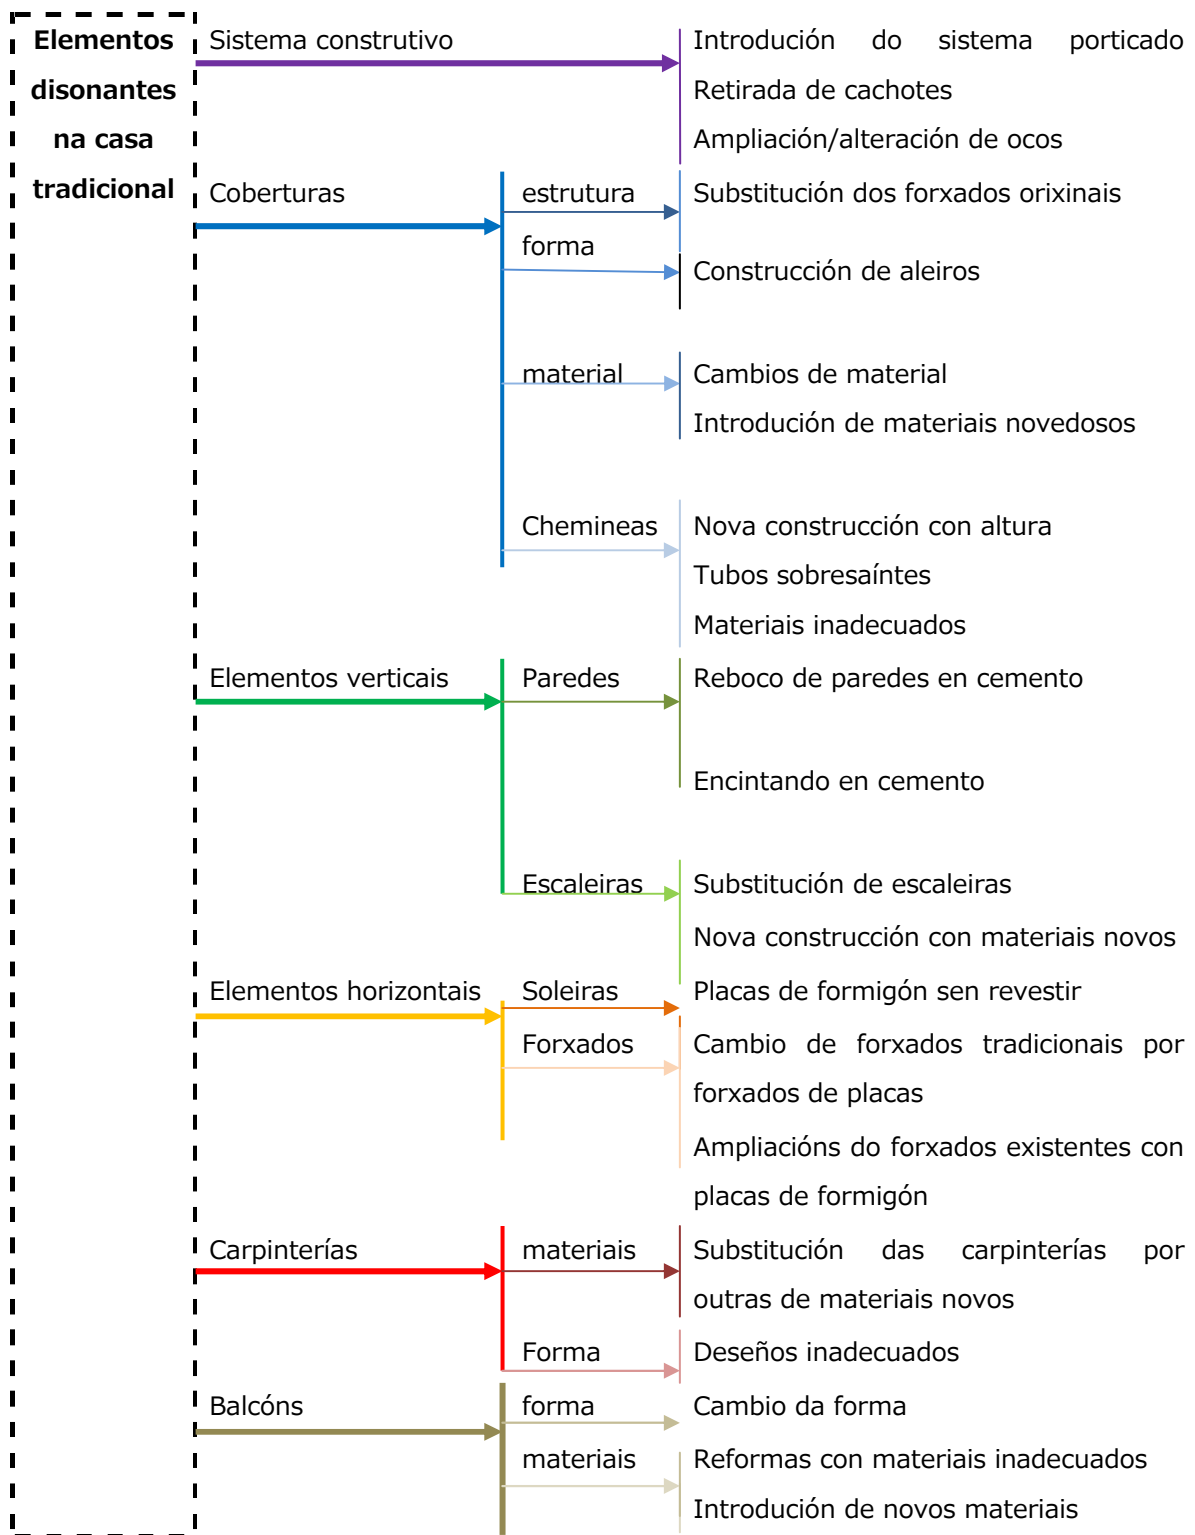 Elementos
disonantes
na casa
tradicional
Sistema construtivo
Introdución do sistema porticado
Retirada de cachotes
Ampliación/alteración de ocos
Coberturas
estrutura
Substitución dos forxados orixinais
forma
Construcción de aleiros
material
Cambios de material
Introdución de materiais novedosos
Chemineas
Nova construcción con altura
Tubos sobresaíntes
Materiais inadecuados
Elementos verticais
Paredes
Reboco de paredes en cemento
Encintando en cemento
Escaleiras
Substitución de escaleiras
Nova construcción con materiais novos
Elementos horizontais
Soleiras
Placas de formigón sen revestir
Forxados
Cambio de forxados tradicionais por
forxados de placas
Ampliacións do forxados existentes con
placas de formigón
Carpinterías
materiais
Substitución das carpinterías por
outras de materiais novos
Forma
Deseños inadecuados
Balcóns
forma
Cambio da forma
materiais
Reformas con materiais inadecuados
Introdución de novos materiais